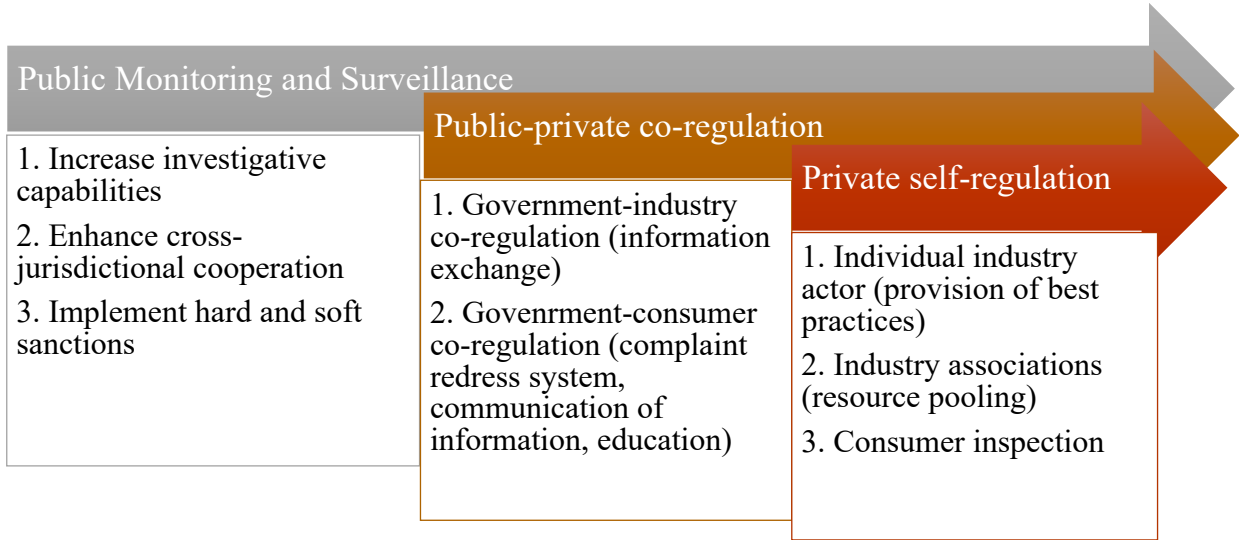 Public Monitoring and Surveillance
1. Increase investigative
capabilities
2. Enhance cross-
jurisdictional cooperation
3. Implement hard and soft
sanctions
Public-private co-regulation
1. Government-industry
co-regulation (information
exchange)
2. Govenrment-consumer
co-regulation (complaint
redress system,
communication of
information, education)
Private self-regulation
1. Individual industry
actor (provision of best
practices)
2. Industry associations
(resource pooling)
3. Consumer inspection